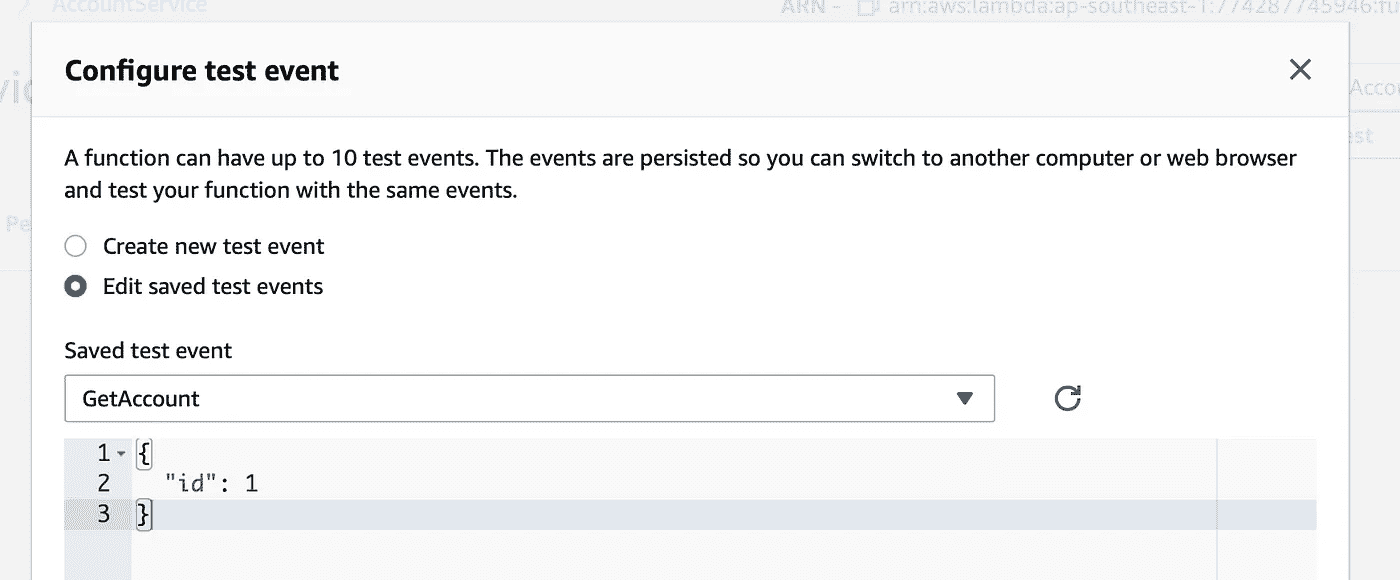 AccountService
ARN - arn:aws:lambda:ap-southeast-1:774287745946:fu
Configure test event
Acco
A function can have up to 10 test events. The events are persisted so you can switch to another computer or web browser
and test your function with the same events.
Pe
Create new test event
Edit saved test events
Saved test event
GetAccount
1 {
2 "id": 1
3 }